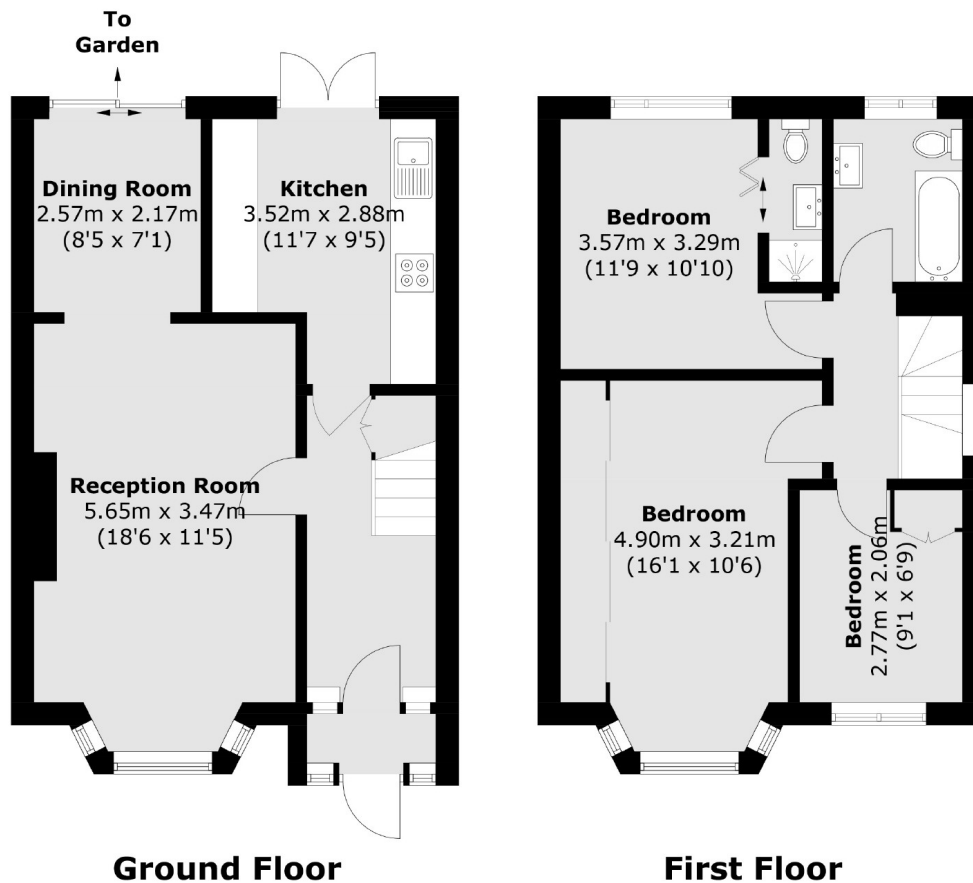 To
Garden
Dining Room
2.57m x 2.17m
(8'5 x 7'1)
Kitchen
3.52m x 2.88m
(11'7 x 9'5)
Reception Room
5.65m x 3.47m
(18'6 x 11'5)
Ground Floor
Bedroom
3.57m x 3.29m
(11'9 x 10'10)
Bedroom
4.90m x 3.21m
(16'1 x 10'6)
Bedroom
2.77m x 2.06m
(9'1 x 6'9)
First Floor